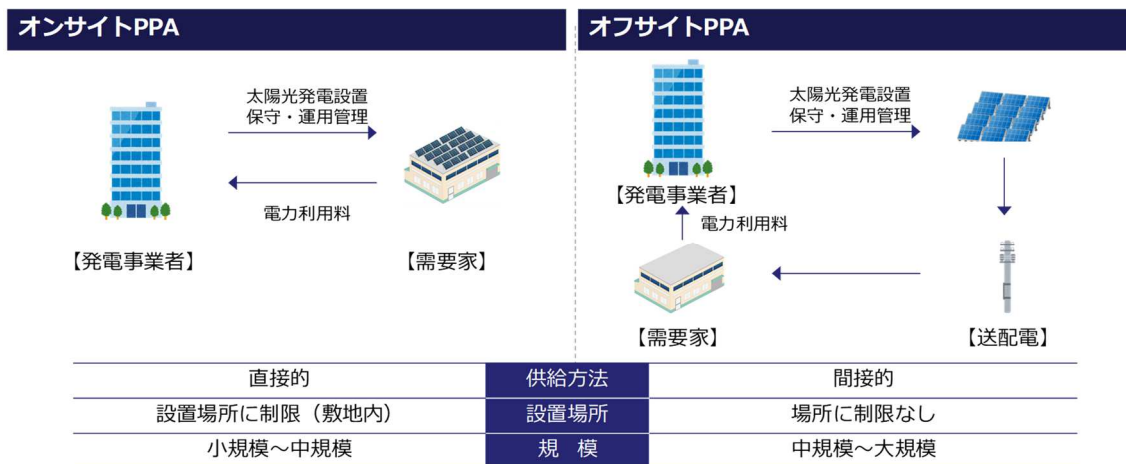 オンサイトPPA
太陽光発電設置
保守・運用管理
電力利用料
【発電事業者】
【需要家】
オフサイトPPA
太陽光発電設置
保守・運用管理
【発電事業者】
電力利用料
【需要家】
【送配電】
直接的 供給方法 間接的
設置場所に制限（敷地内） 設置場所 場所に制限なし
小規模～中規模 規　模 中規模～大規模